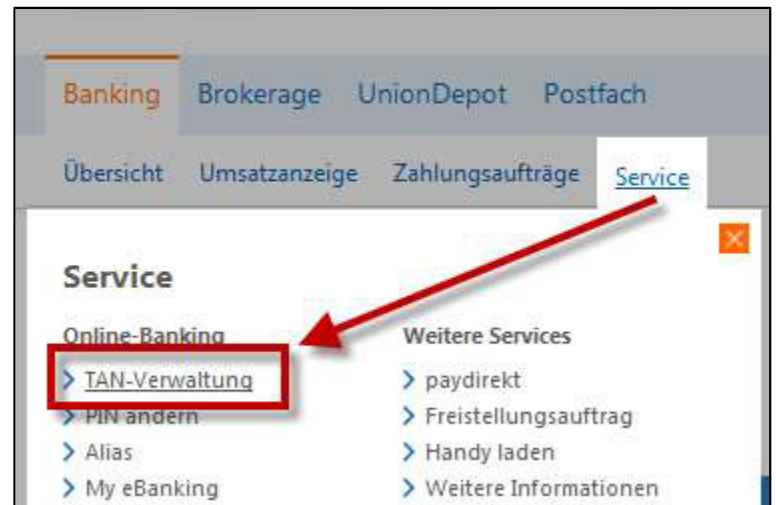 Banking Brokerage UnionDepot Postfach
Übersicht Umsatzanzeige Zahlungsaufträge Service
Service
Online-Banking
TAN-Verwaltung
PIN ändern
Alias
My eBanking
Weitere Services
paydirekt
Freistellungsauftrag
Handy laden
Weitere Informationen